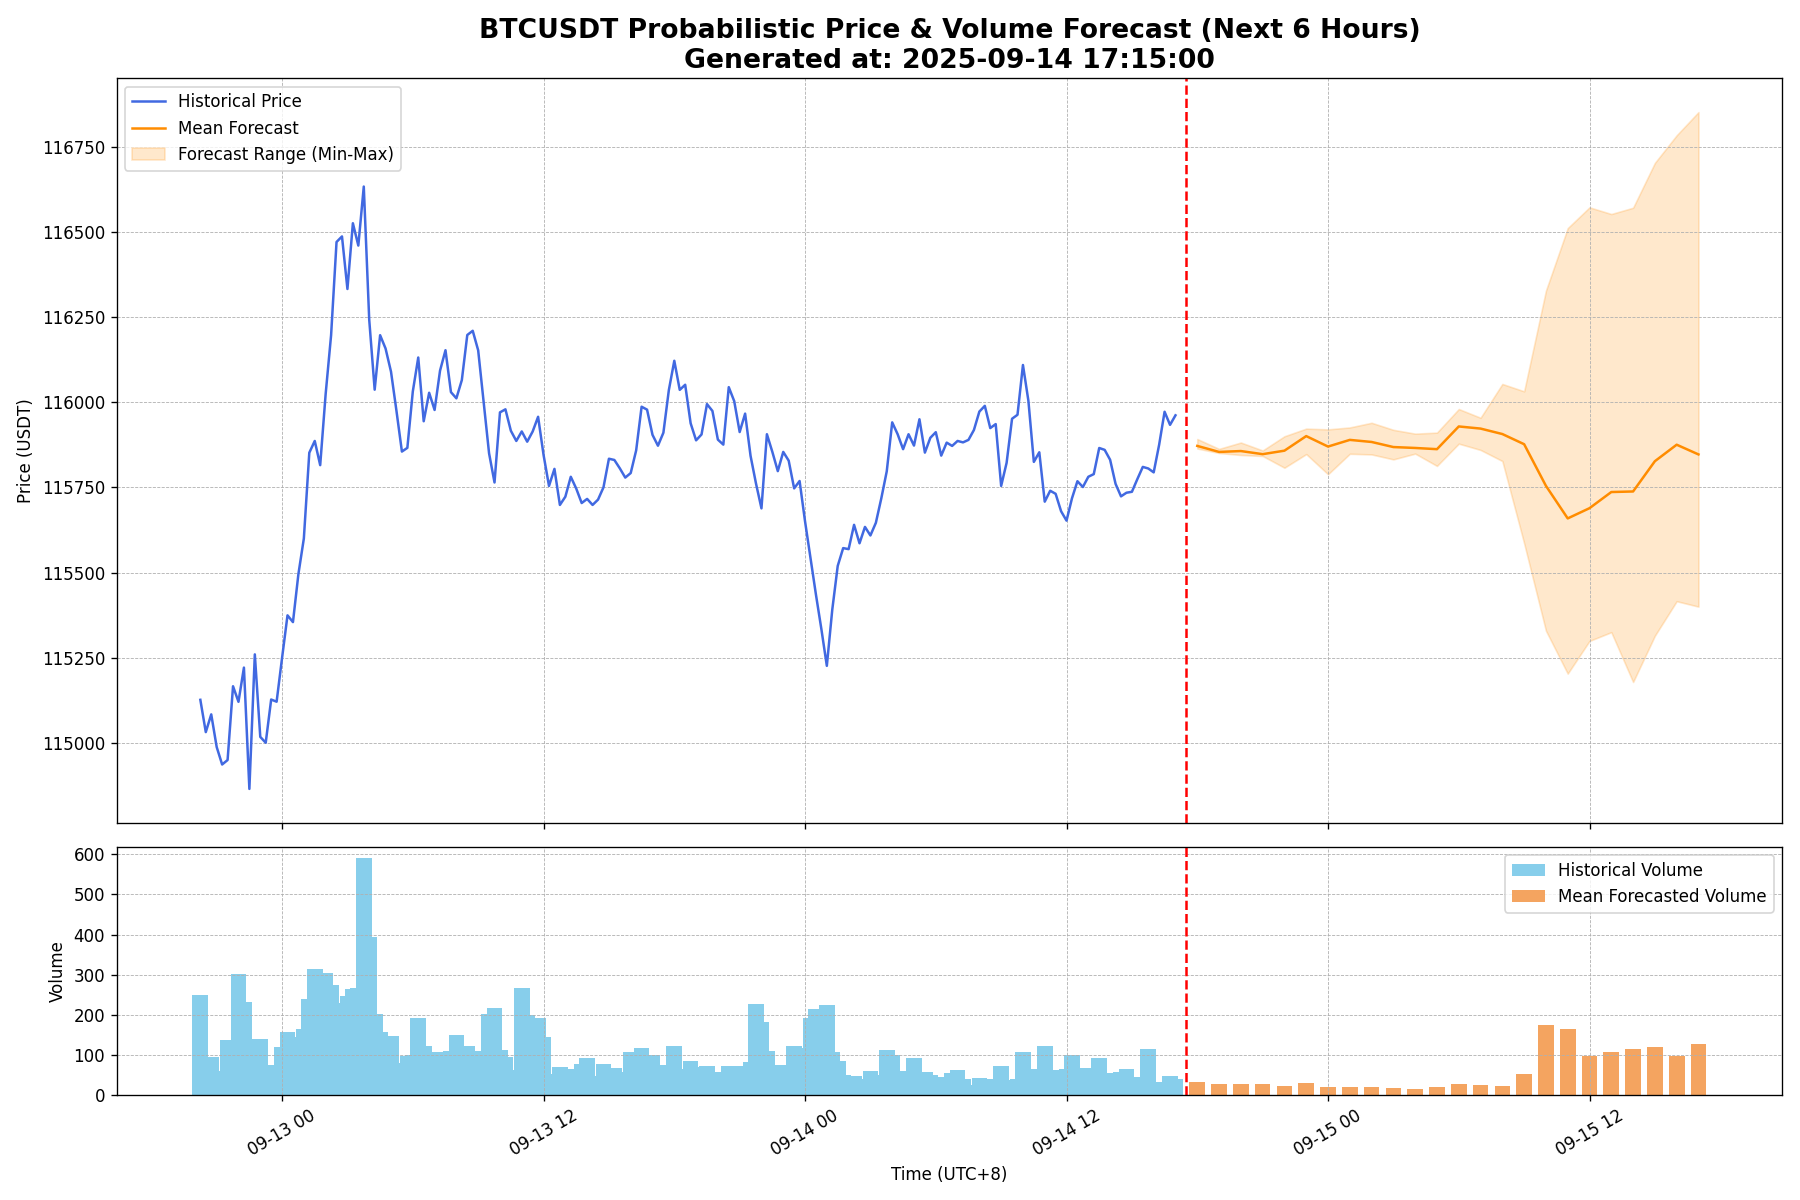 BTCUSDT Probabilistic Price & Volume Forecast (Next 6 Hours)
Generated at: 2025-09-14 17:15:00
Historical Price
Mean Forecast
Forecast Range (Min-Max)
116750
116500
116250
116000
115750
115500
115250
115000
Price (USDT)
Historical Volume
Mean Forecasted Volume
600
500
400
300
200
100
0
Volume
09-13 00
09-13 12
09-14 00
09-14 12
09-15 00
09-15 12
Time (UTC+8)